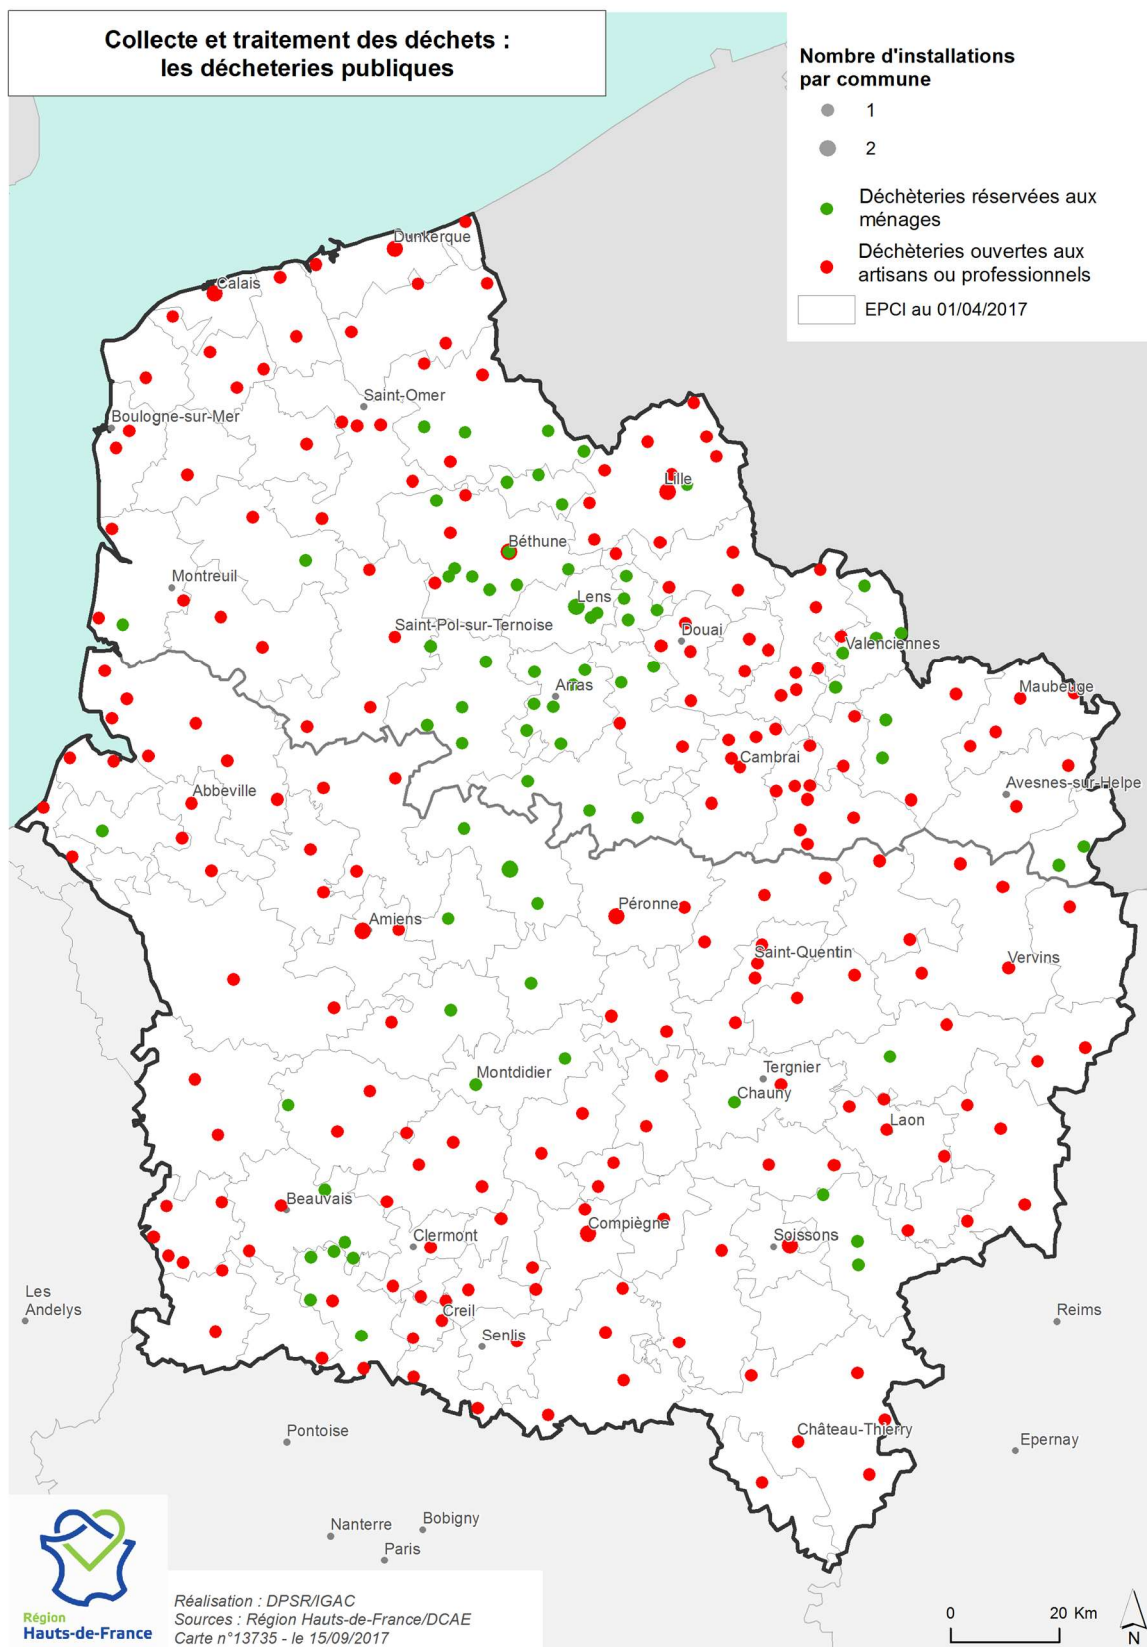 Collecte et traitement des déchets :
les décheteries publiques
Nombre d'installations
par commune
1
2
Déchèteries réservées aux
ménages
Déchèteries ouvertes aux
artisans ou professionnels
EPCI au 01/04/2017
Dunkerque
Calais
Saint-Omer
Boulogne-sur-Mer
Lille
Béthune
Montreuil
Lens
Saint-Pol-sur-Ternoise
Douai
Valenciennes
Arras
Maubeuge
Cambrai
Avesnes-sur-Helpe
Abbeville
Péronne
Amiens
Saint-Quentin
Vervins
Montdidier
Tergnier
Chauny
Laon
Beauvais
Compiègne
Clermont
Soissons
Les
Andelys
Creil
Reims
Senlis
Château-Thierry
Pontoise
Epernay
Bobigny
Nanterre
Paris
Région
Hauts-de-France
Réalisation : DPSR/IGAC
Sources : Région Hauts-de-France/DCAE
Carte n°13735 - le 15/09/2017
0 20 Km
N